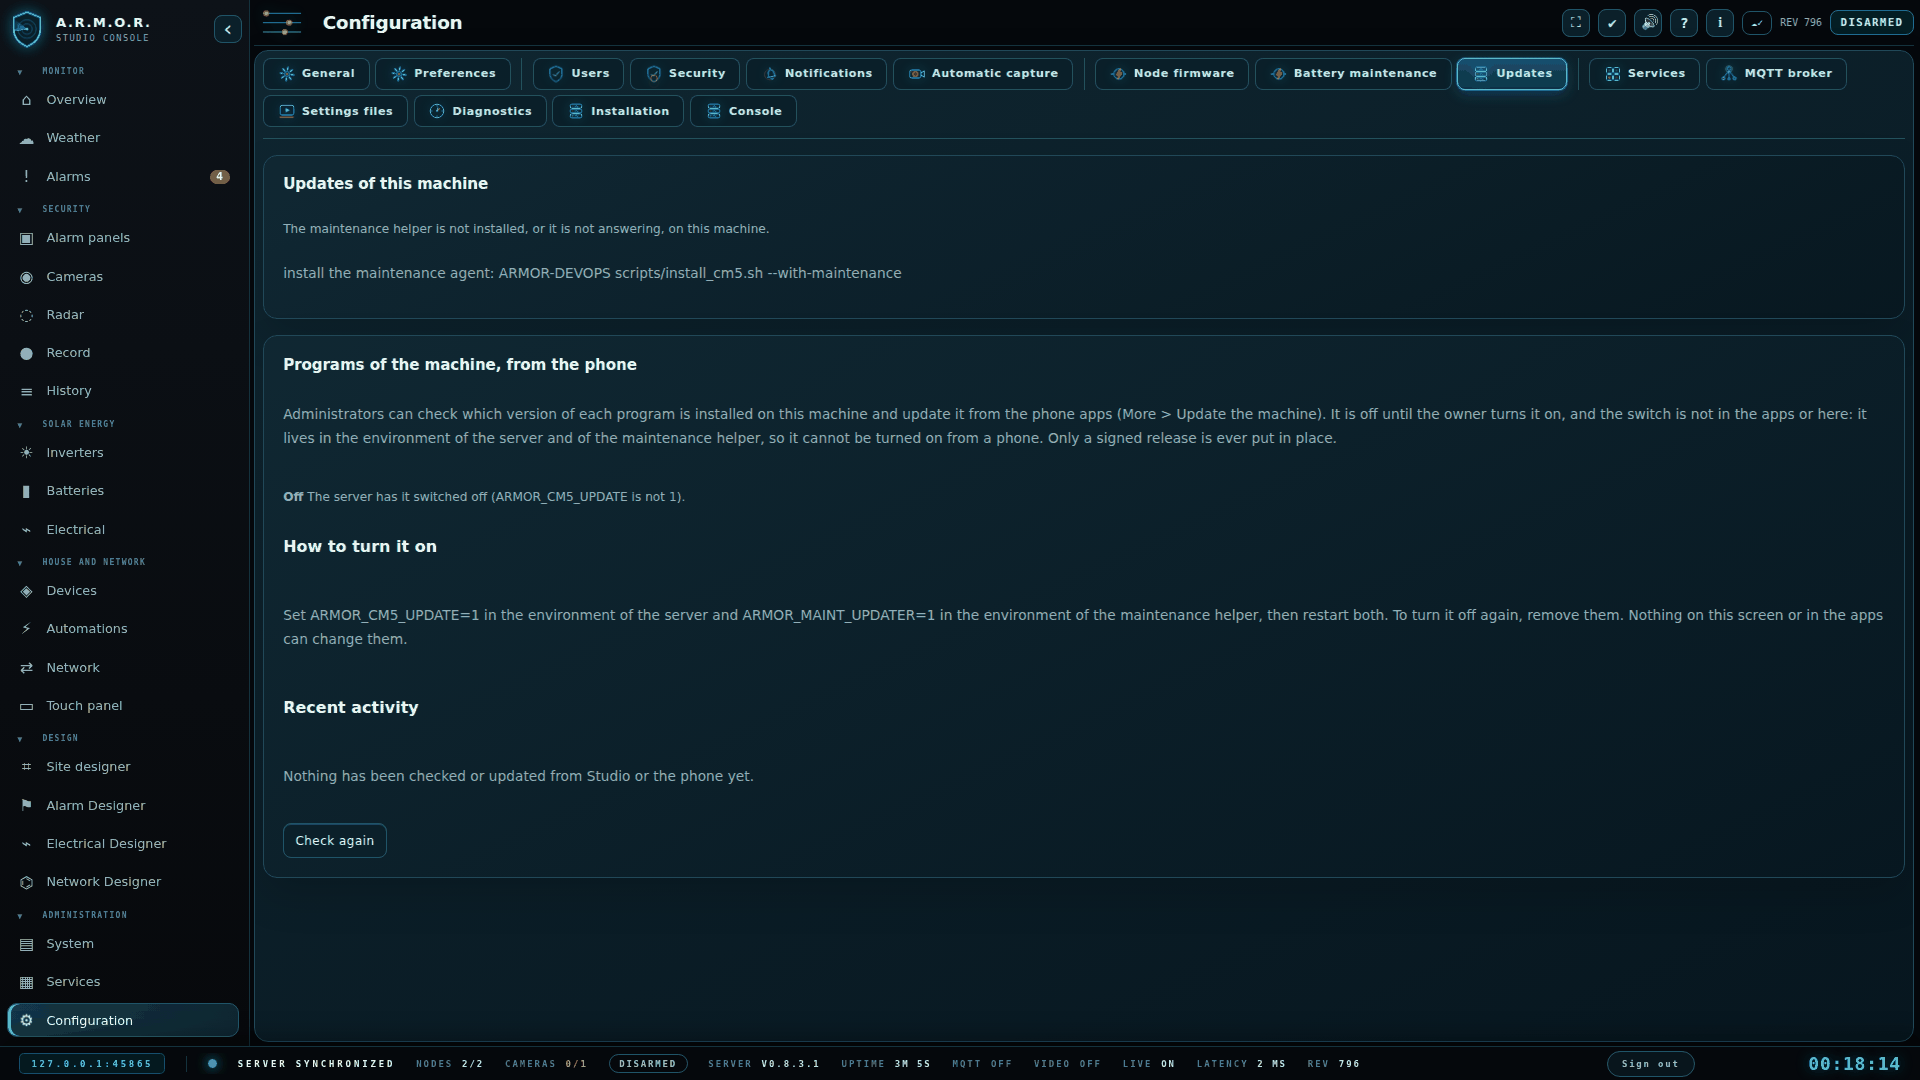 A.R.M.O.R.
STUDIO CONSOLE
MONITOR
Overview
Weather
Alarms 4
SECURITY
Alarm panels
Cameras
Radar
Record
History
SOLAR ENERGY
Inverters
Batteries
Electrical
HOUSE AND NETWORK
Devices
Automations
Network
Touch panel
DESIGN
Site designer
Alarm Designer
Electrical Designer
Network Designer
ADMINISTRATION
System
Services
Configuration
Configuration
REV 796 DISARMED
General Preferences Users Security Notifications Automatic capture Node firmware Battery maintenance Updates Services MQTT broker
Settings files Diagnostics Installation Console
Updates of this machine
The maintenance helper is not installed, or it is not answering, on this machine.
install the maintenance agent: ARMOR-DEVOPS scripts/install_cm5.sh --with-maintenance
Programs of the machine, from the phone
Administrators can check which version of each program is installed on this machine and update it from the phone apps (More > Update the machine). It is off until the owner turns it on, and the switch is not in the apps or here: it
lives in the environment of the server and of the maintenance helper, so it cannot be turned on from a phone. Only a signed release is ever put in place.
Off The server has it switched off (ARMOR_CM5_UPDATE is not 1).
How to turn it on
Set ARMOR_CM5_UPDATE=1 in the environment of the server and ARMOR_MAINT_UPDATER=1 in the environment of the maintenance helper, then restart both. To turn it off again, remove them. Nothing on this screen or in the apps
can change them.
Recent activity
Nothing has been checked or updated from Studio or the phone yet.
Check again
127.0.0.1:45865 SERVER SYNCHRONIZED NODES 2/2 CAMERAS 0/1 DISARMED SERVER V0.8.3.1 UPTIME 3M 5S MQTT OFF VIDEO OFF LIVE ON LATENCY 2 MS REV 796 Sign out 00:18:14